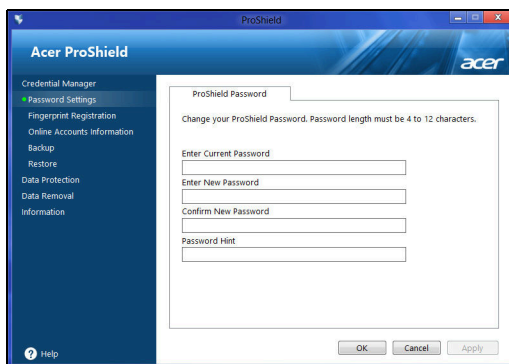 ProShield
Acer ProShield
acer
Credential Manager
Password Settings
Fingerprint Registration
Online Accounts Information
Backup
Restore
Data Protection
Data Removal
Information
Help
ProShield Password
Change your ProShield Password. Password length must be 4 to 12 characters.
Enter Current Password
Enter New Password
Confirm New Password
Password Hint
OK
Cancel
Apply